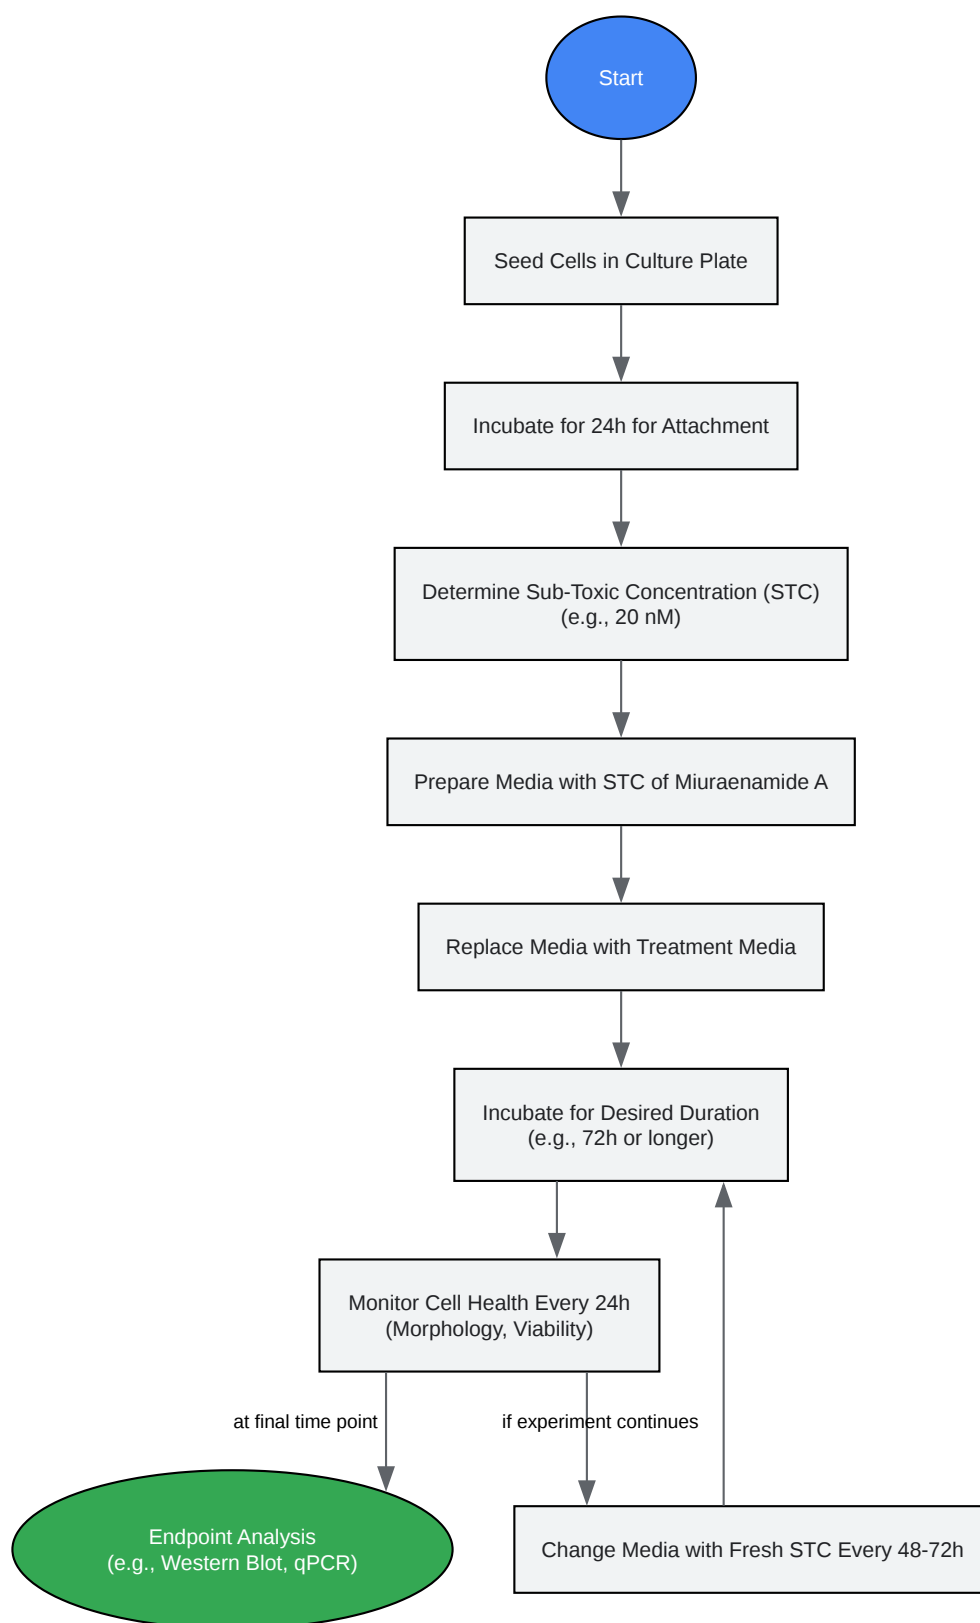 Start
Seed Cells in Culture Plate
Incubate for 24h for Attachment
Determine Sub-Toxic Concentration (STC)
(e.g., 20 nM)
Prepare Media with STC of Miuraenamide A
Replace Media with Treatment Media
Incubate for Desired Duration
(e.g., 72h or longer)
Monitor Cell Health Every 24h
(Morphology, Viability)
at final time point
if experiment continues
Endpoint Analysis
(e.g., Western Blot, qPCR)
Change Media with Fresh STC Every 48-72h